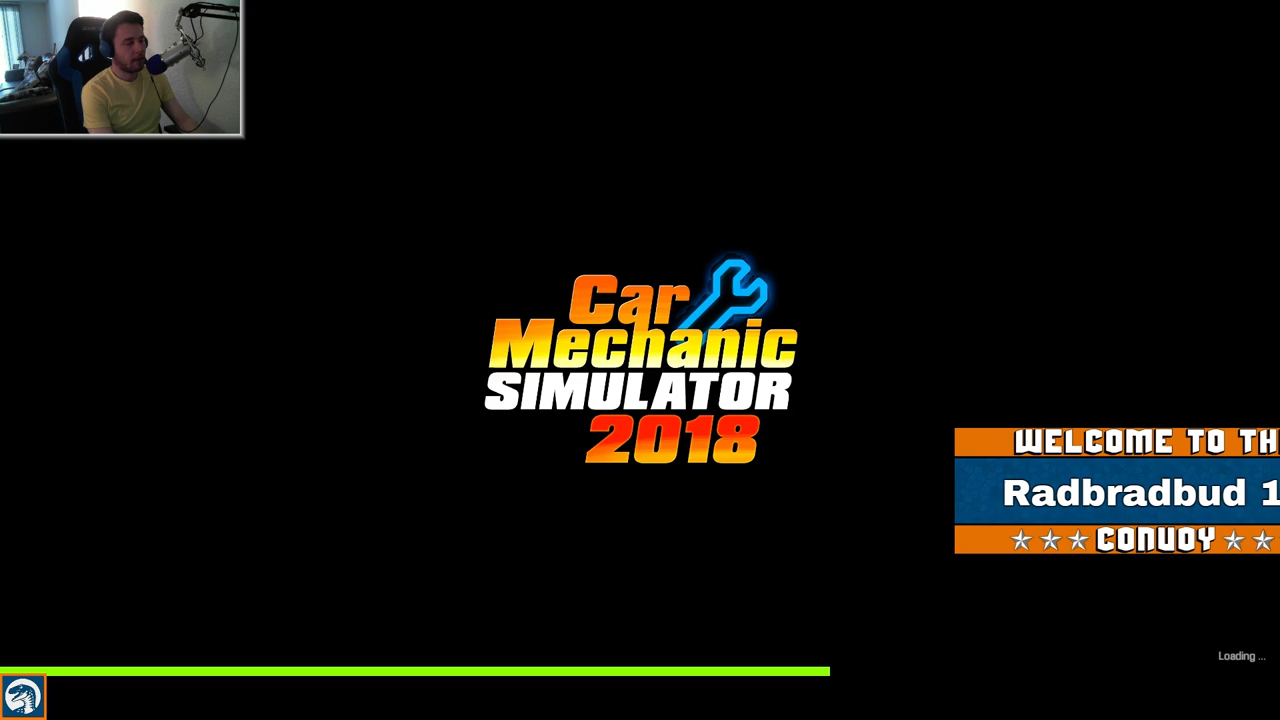 Car
Mechanic
SIMULATOR
2018
WELCOME TO TH
Radbradbud 1
CONVOY
Loading ...